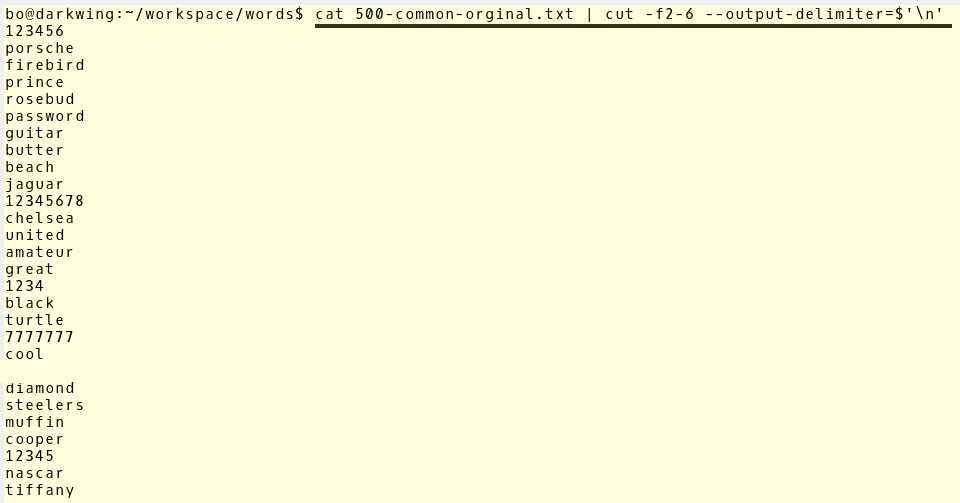 bo@darkwing:~/workspace/words$ cat 500-common-orginal.txt | cut -f2-6 --output-delimiter=$'\n'
123456
porsche
firebird
prince
rosebud
password
guitar
butter
beach
jaguar
12345678
chelsea
united
amateur
great
1234
black
turtle
7777777
cool
diamond
steelers
muffin
cooper
12345
nascar
tiffany